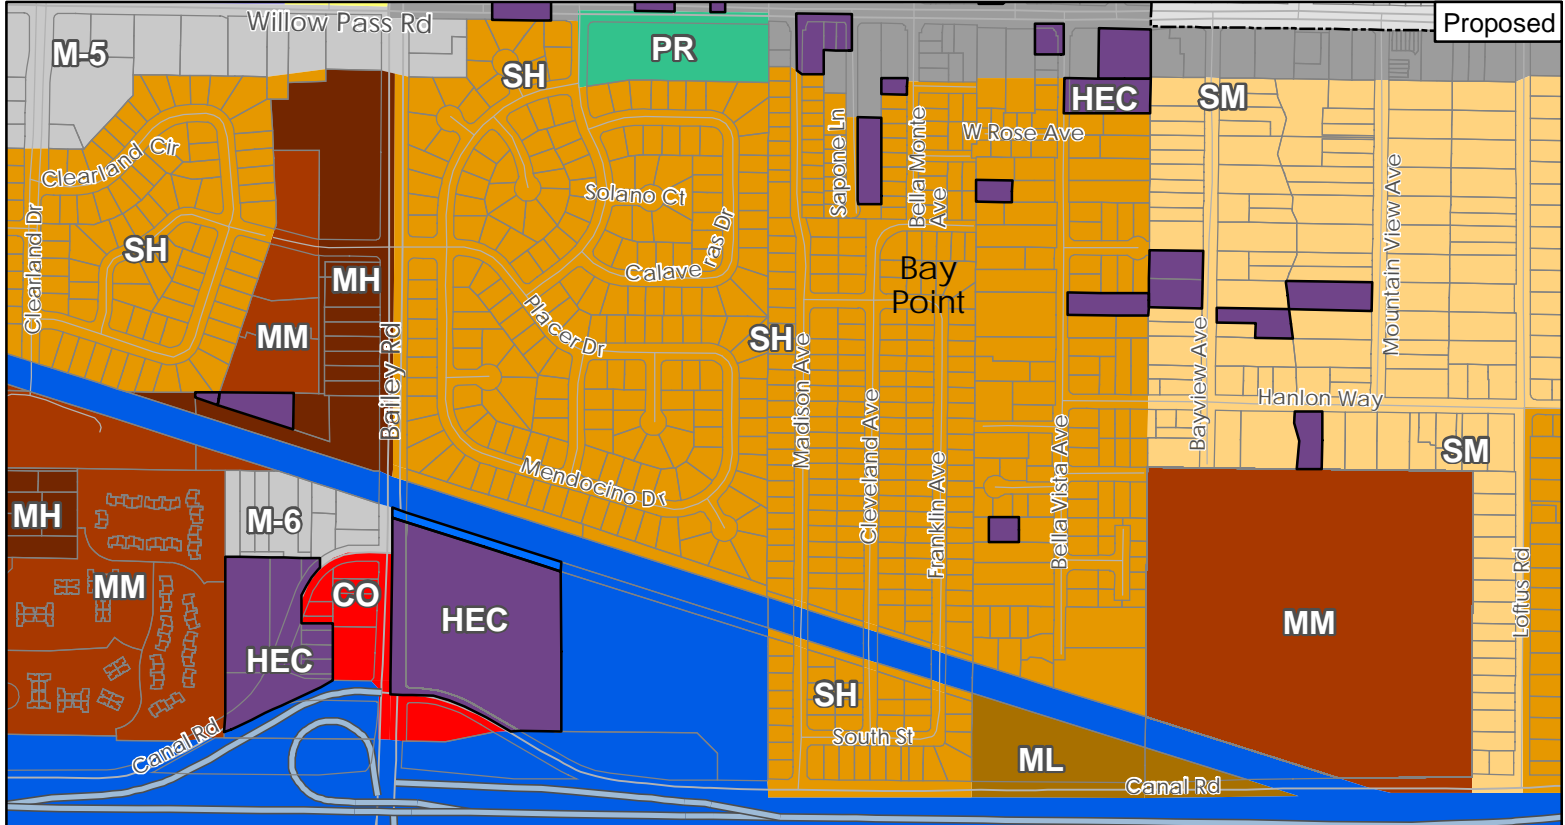 Willow Pass Rd
Proposed
M-5
PR
SH
HEC
SM
W Rose Ave
Clearland Cir
Sapone Ln
Bella Monte
Ave
Mountain View Ave
Solano Ct
Calave
ras Dr
Clearland Dr
SH
MH
Bay
Point
MM
Placer Dr
SH
Bailey Rd
Madison Ave
Cleveland Ave
Franklin Ave
Bella Vista Ave
Bayview Ave
Hanlon Way
SM
Mendocino Dr
MH
M-6
MM
CO
HEC
HEC
MM
Loftus Rd
SH
South St
ML
Canal Rd
Canal Rd